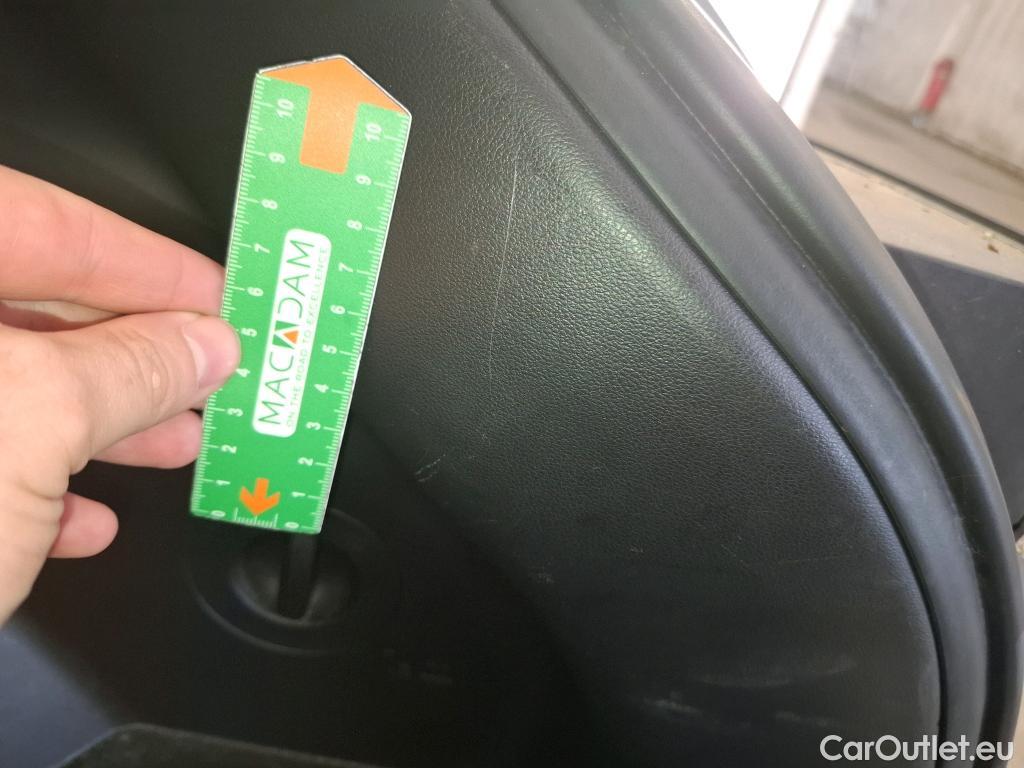 10 9 8 7 6 5 4 3 2 1 0
MACADAM
ON THE ROAD TO EXCELLENCE
10 9 8 7 6 5 4 3 2 1 0
CarOutlet.eu